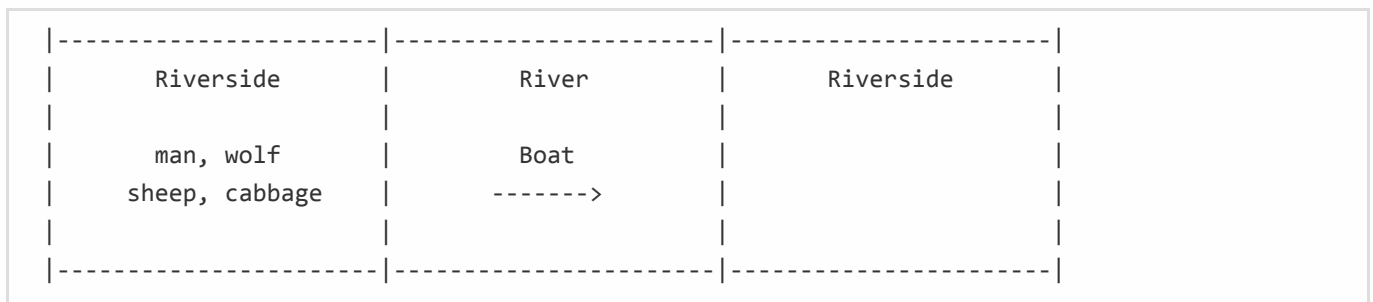 |-----------------------|-----------------------|-----------------------|
|       Riverside       |         River         |       Riverside       |
|                       |                       |                       |
|       man, wolf       |         Boat          |                       |
|     sheep, cabbage    |       ------->        |                       |
|                       |                       |                       |
|-----------------------|-----------------------|-----------------------|